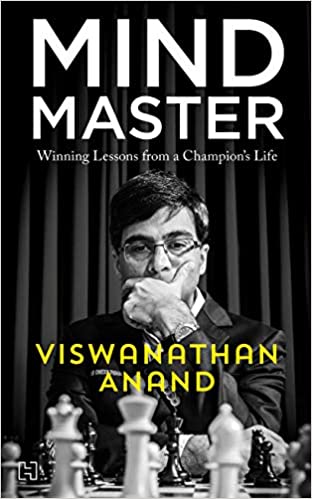 MIND
MASTER
Winning Lessons from a Champion's Life
VISWANATHAN
ANAND